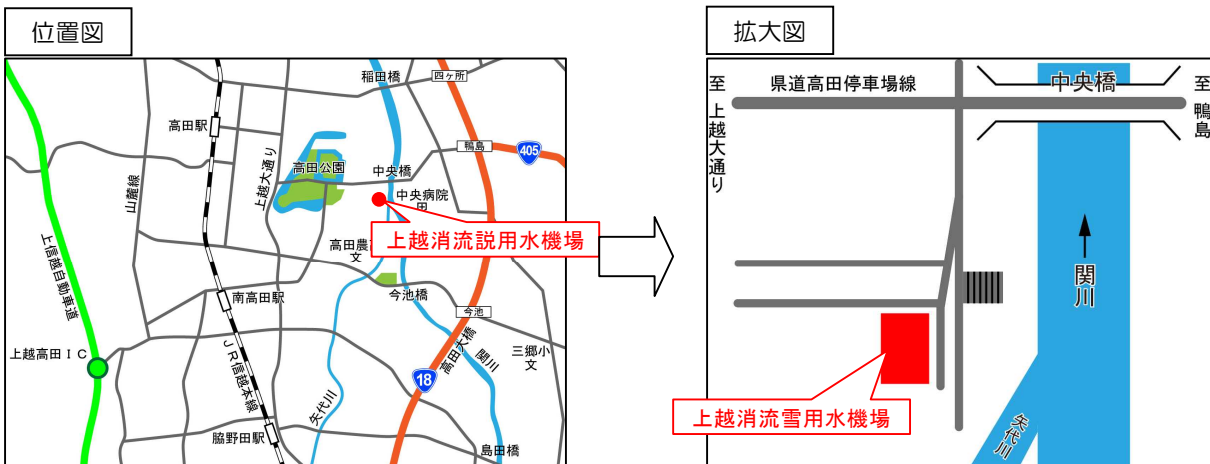 位置図
稲田橋
四ヶ所
高田駅
山麓線
上越大通り
高田公園
中央橋
鴨島
405
中央病院
上越消流説用水機場
高田農高
文
上信越自動車道
南高田駅
今池橋
今池
上越高田ＩＣ
ＪＲ信越本線
矢代川
高田大橋
関川
三郷小
文
18
脇野田駅
島田橋
拡大図
至 上越大通り
県道高田停車場線
中央橋
至 鴨島
関川
上越消流雪用水機場
矢代川